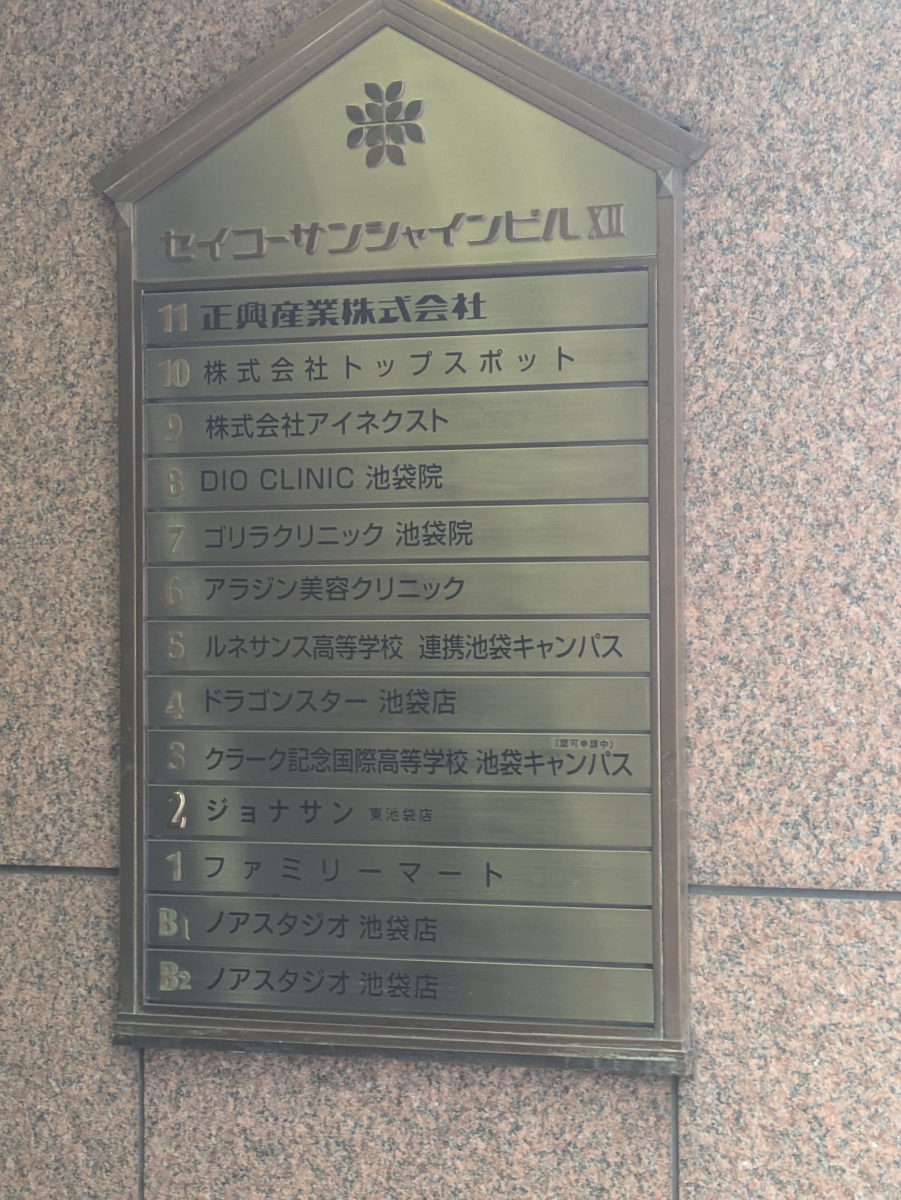 セイコーサンシャインビル XII
11 正興産業株式会社
10 株式会社トップスポット
9 株式会社アイネクスト
8 DIO CLINIC 池袋院
7 ゴリラクリニック 池袋院
6 アラジン美容クリニック
5 ルネサンス高等学校 連携池袋キャンパス
4 ドラゴンスター 池袋店
(認可申請中)
3 クラーク記念国際高等学校 池袋キャンパス
2 ジョナサン 東池袋店
1 ファミリーマート
B1 ノアスタジオ 池袋店
B2 ノアスタジオ 池袋店